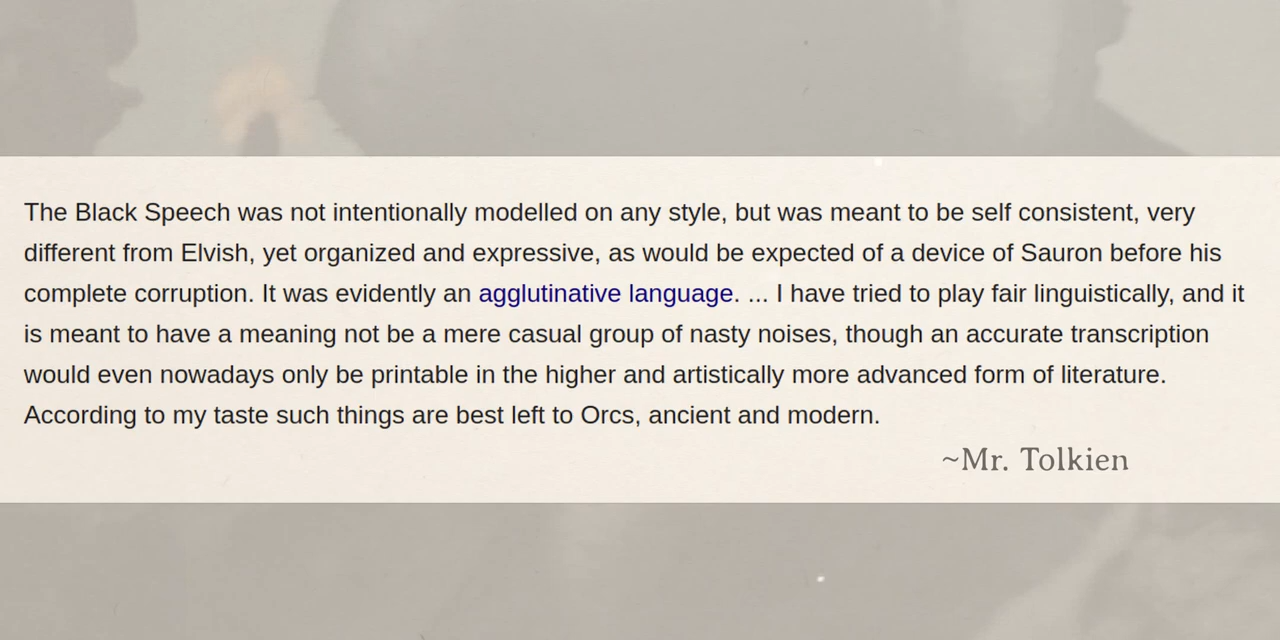 The Black Speech was not intentionally modelled on any style, but was meant to be self consistent, very
different from Elvish, yet organized and expressive, as would be expected of a device of Sauron before his
complete corruption. It was evidently an agglutinative language. ... I have tried to play fair linguistically, and it
is meant to have a meaning not be a mere casual group of nasty noises, though an accurate transcription
would even nowadays only be printable in the higher and artistically more advanced form of literature.
According to my taste such things are best left to Orcs, ancient and modern.
~Mr. Tolkien